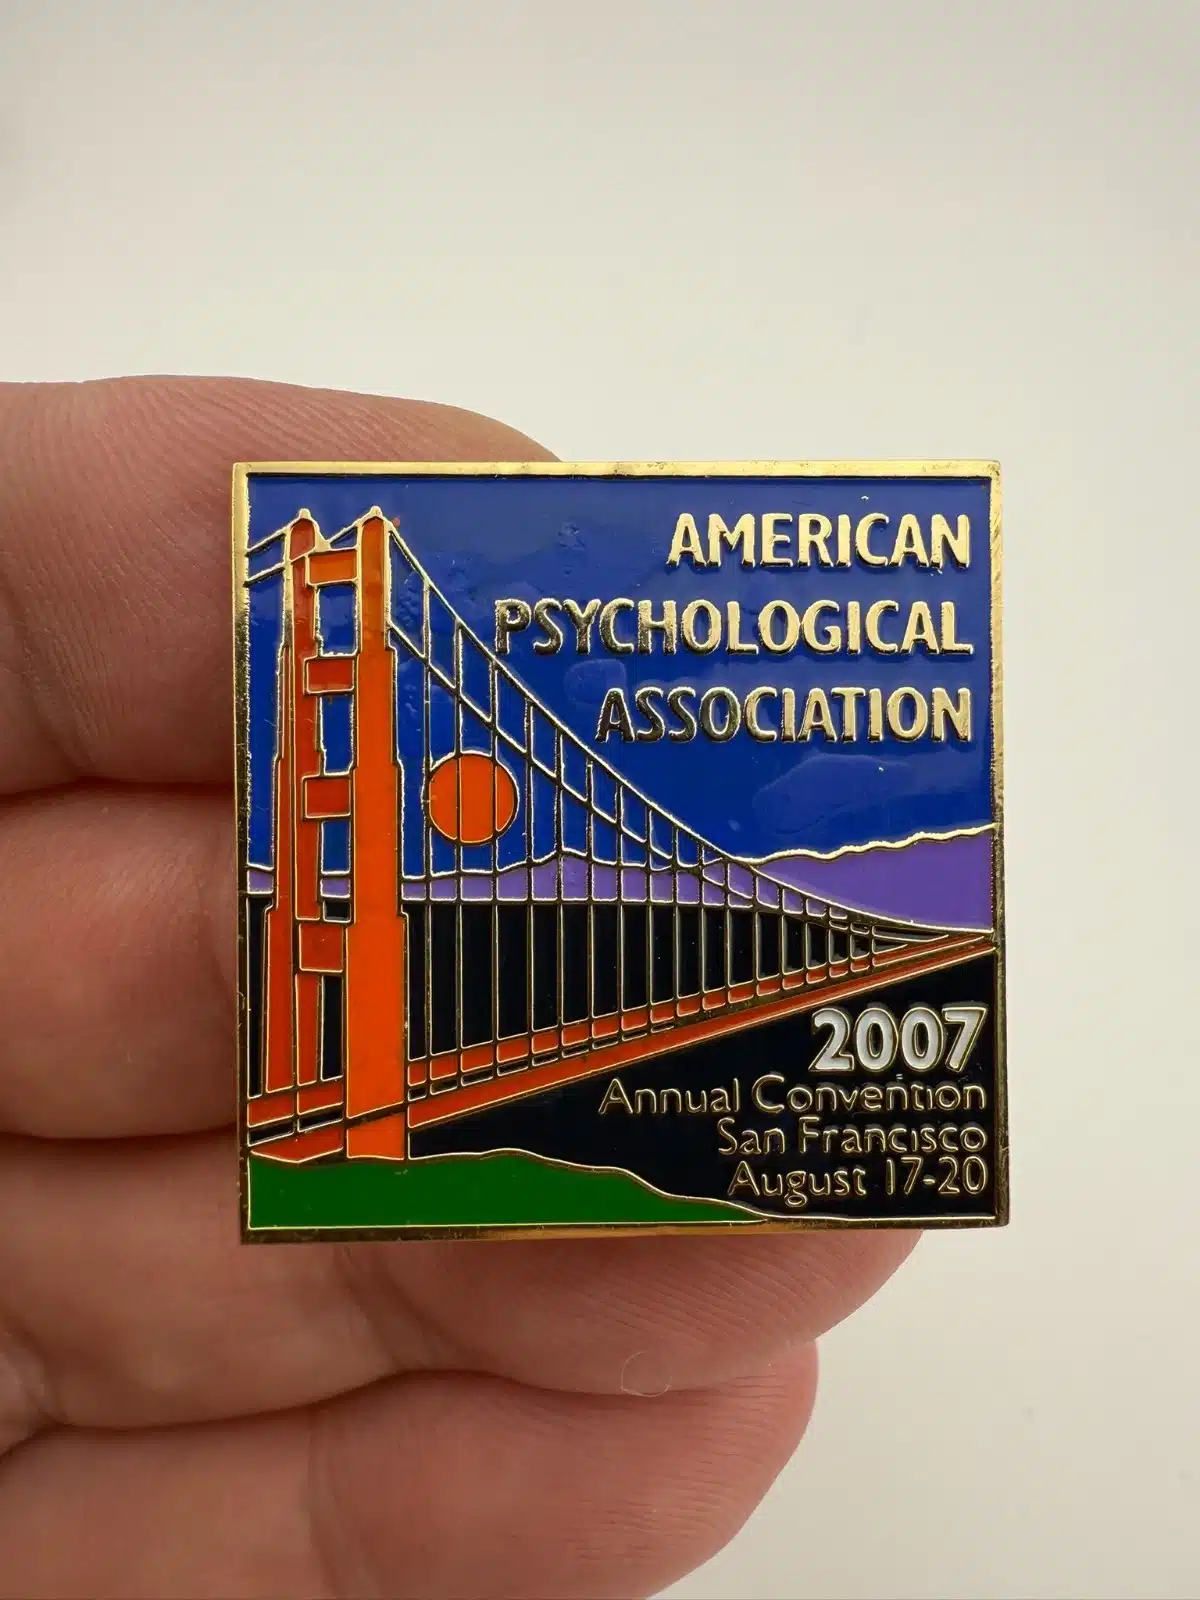 AMERICAN
PSYCHOLOGICAL
ASSOCIATION
2007
Annual Convention
San Francisco
August 17-20